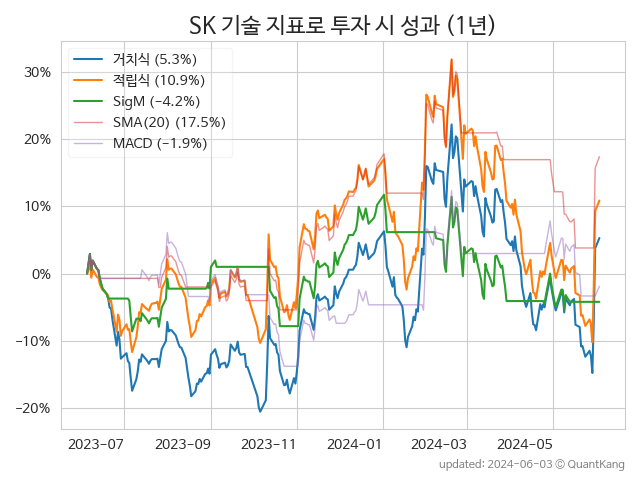 SK 기술 지표로 투자 시 성과 (1년)
거치식 (5.3%)
적립식 (10.9%)
SigM (−4.2%)
SMA(20) (17.5%)
MACD (−1.9%)
30%
20%
10%
0%
−10%
−20%
2023-07 2023-09 2023-11 2024-01 2024-03 2024-05
updated: 2024-06-03 © QuantKang